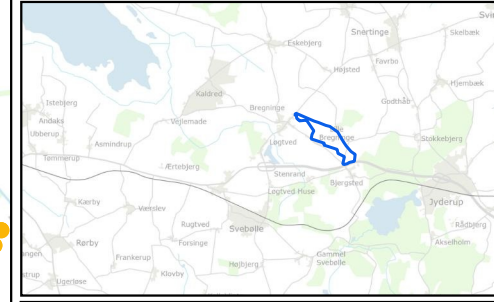 Svi
Snertinge
Skelbæk
Eskebjerg
Favrbo
Højsted
Hjembæk
Kaldred
Godthåb
Istebjerg
Bregninge
Andaks
Vejlemade
Lille
Bregninge
Ubberup
Løgtved
Stokkebjerg
Asmindrup
Tømmerup
Ærtebjerg
Stenrand
Bjergsted
Løgtved Huse
Jyderup
Kærby
Værslev
Rugtved
Svebølle
Rådbjerg
Rørby
Forsinge
Akselholm
Gammel
Svebølle
Frankerup
Højbjerg
Klovby
Ugerløse